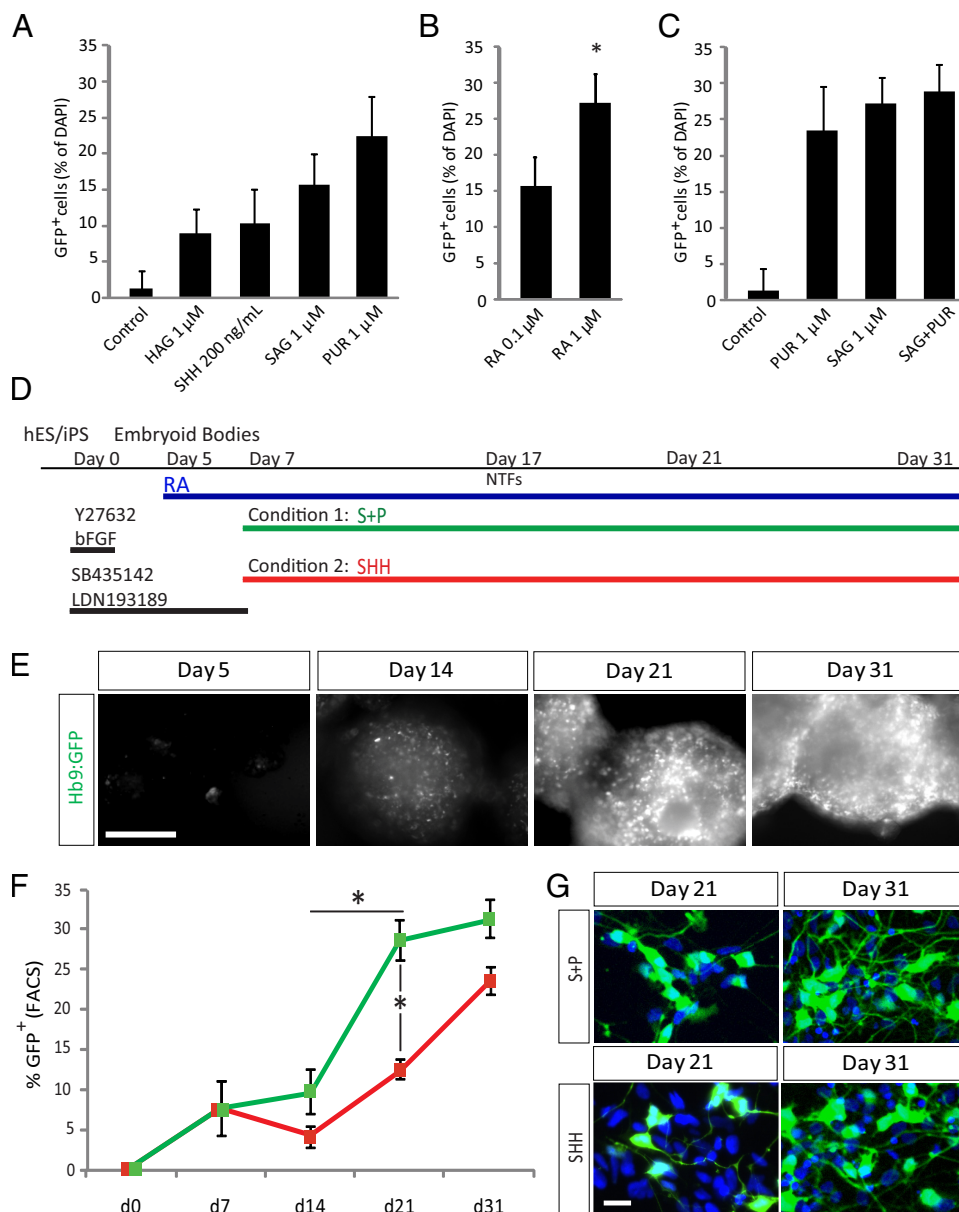 A
35
30
25
20
15
10
5
0
GFP+cells (% of DAPI)
Control
HAG 1 µM
SHH 200 ng/mL
SAG 1 µM
PUR 1 µM
B
35
30
25
20
15
10
5
0
GFP+cells (% of DAPI)
*
RA 0.1 µM
RA 1 µM
C
35
30
25
20
15
10
5
0
GFP+cells (% of DAPI)
Control
PUR 1 µM
SAG 1 µM
SAG+PUR
D
hES/iPS Embryoid Bodies
Day 0 Day 5 Day 7 Day 17 Day 21 Day 31
RA NTFs
Y27632 Condition 1: S+P
bFGF
SB435142 Condition 2: SHH
LDN193189
E
Day 5 Day 14 Day 21 Day 31
Hb9:GFP
F
35
30
25
20
15
10
5
0
% GFP+ (FACS)
*
*
d0 d7 d14 d21 d31
G
Day 21 Day 31
S+P
Day 21 Day 31
SHH